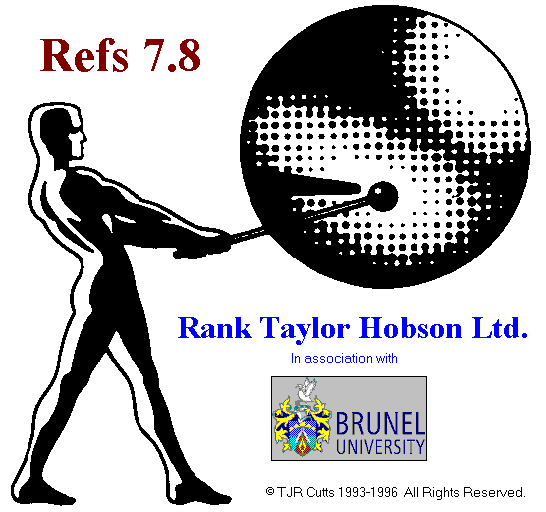 Refs 7.8
Rank Taylor Hobson Ltd.
In association with
BRUNEL
UNIVERSITY
© TJR Cutts 1993-1996 All Rights Reserved.